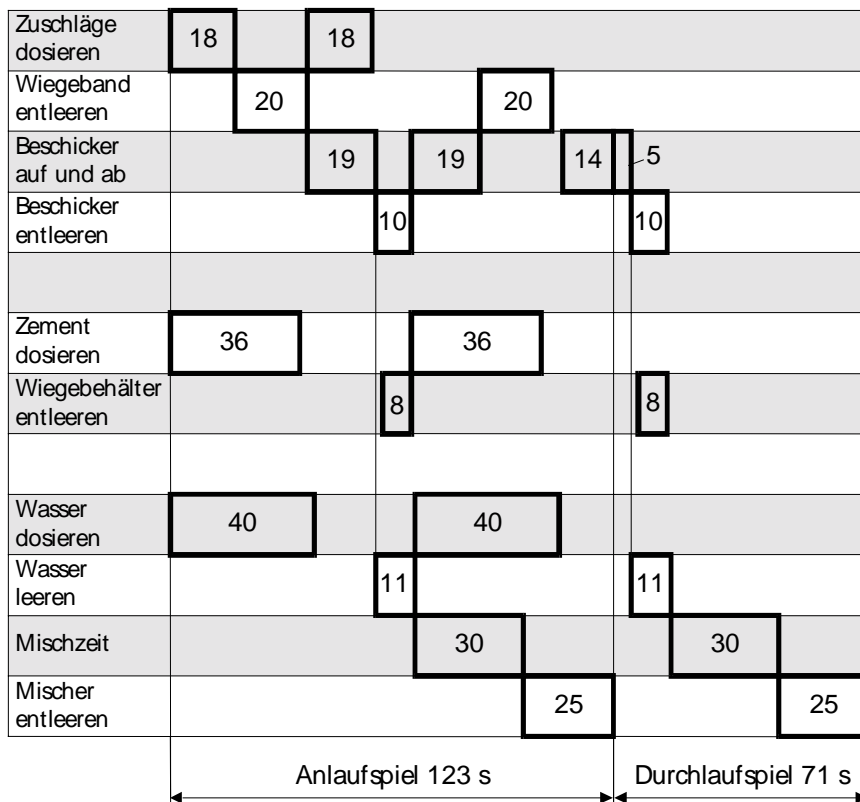 Zuschläge
dosieren
18 18
Wiegeband
entleeren
20 20
Beschicker
auf und ab
19 19 14 5
Beschicker
entleeren
10 10
Zement
dosieren
36 36
Wiegebehälter
entleeren
8 8
Wasser
dosieren
40 40
Wasser
leeren
11 11
Mischzeit
30 30
Mischer
entleeren
25 25
Anlaufspiel 123 s Durchlaufspiel 71 s